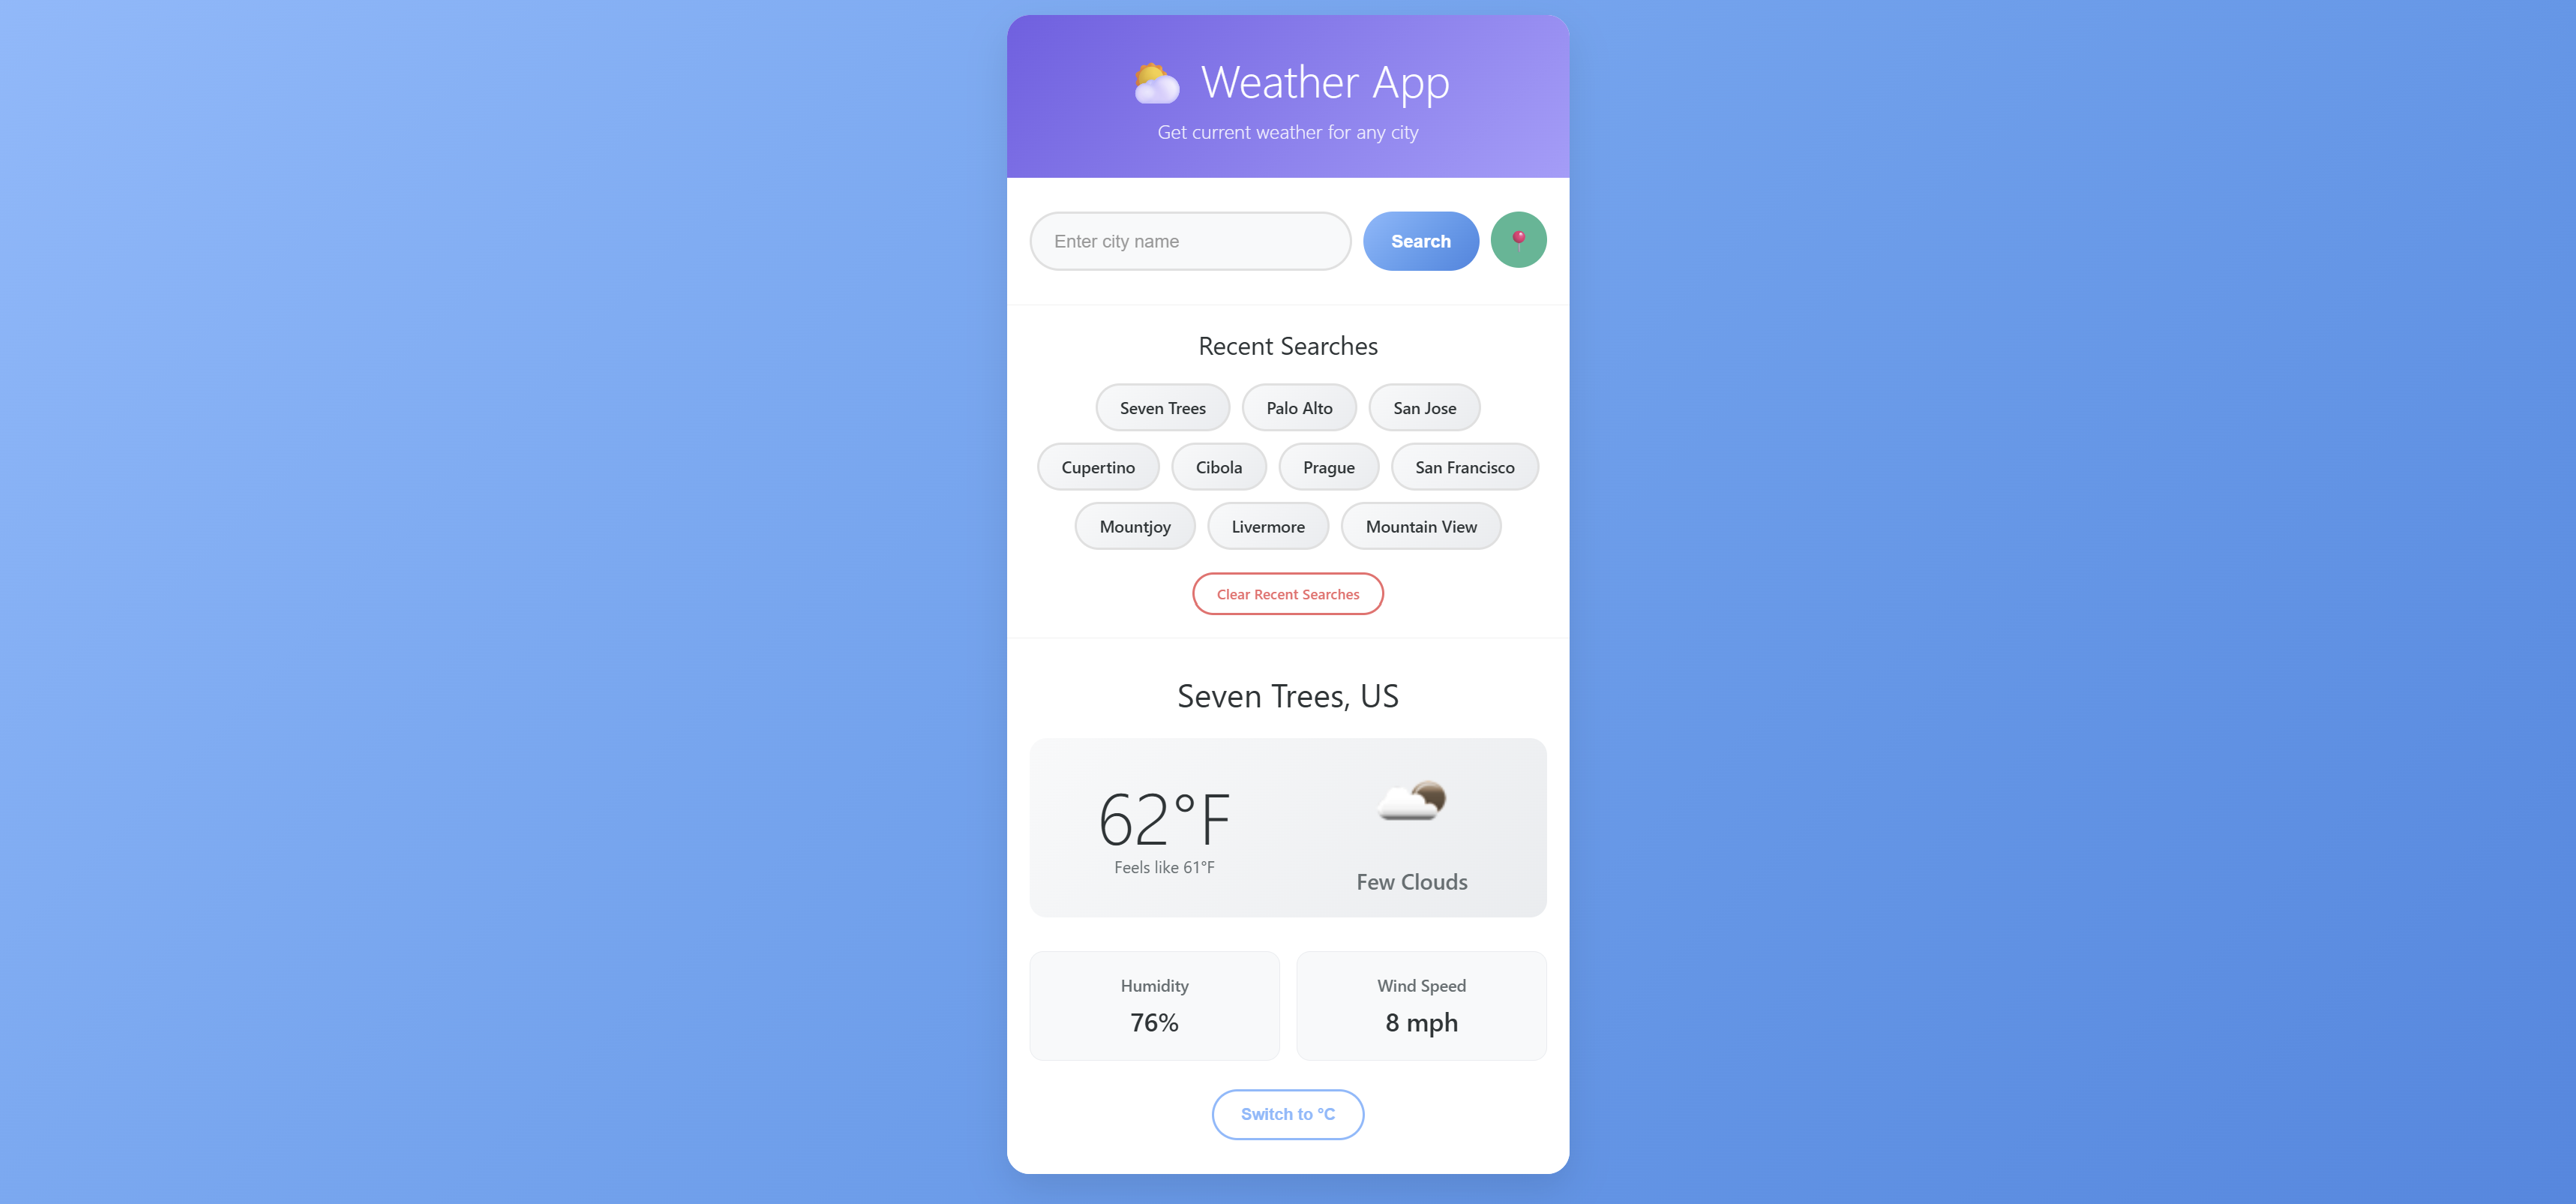 Weather App
Get current weather for any city
Enter city name
Search
Recent Searches
Seven Trees Palo Alto San Jose
Cupertino Cibola Prague San Francisco
Mountjoy Livermore Mountain View
Clear Recent Searches
Seven Trees, US
62°F
Feels like 61°F
Few Clouds
Humidity Wind Speed
76% 8 mph
Switch to °C